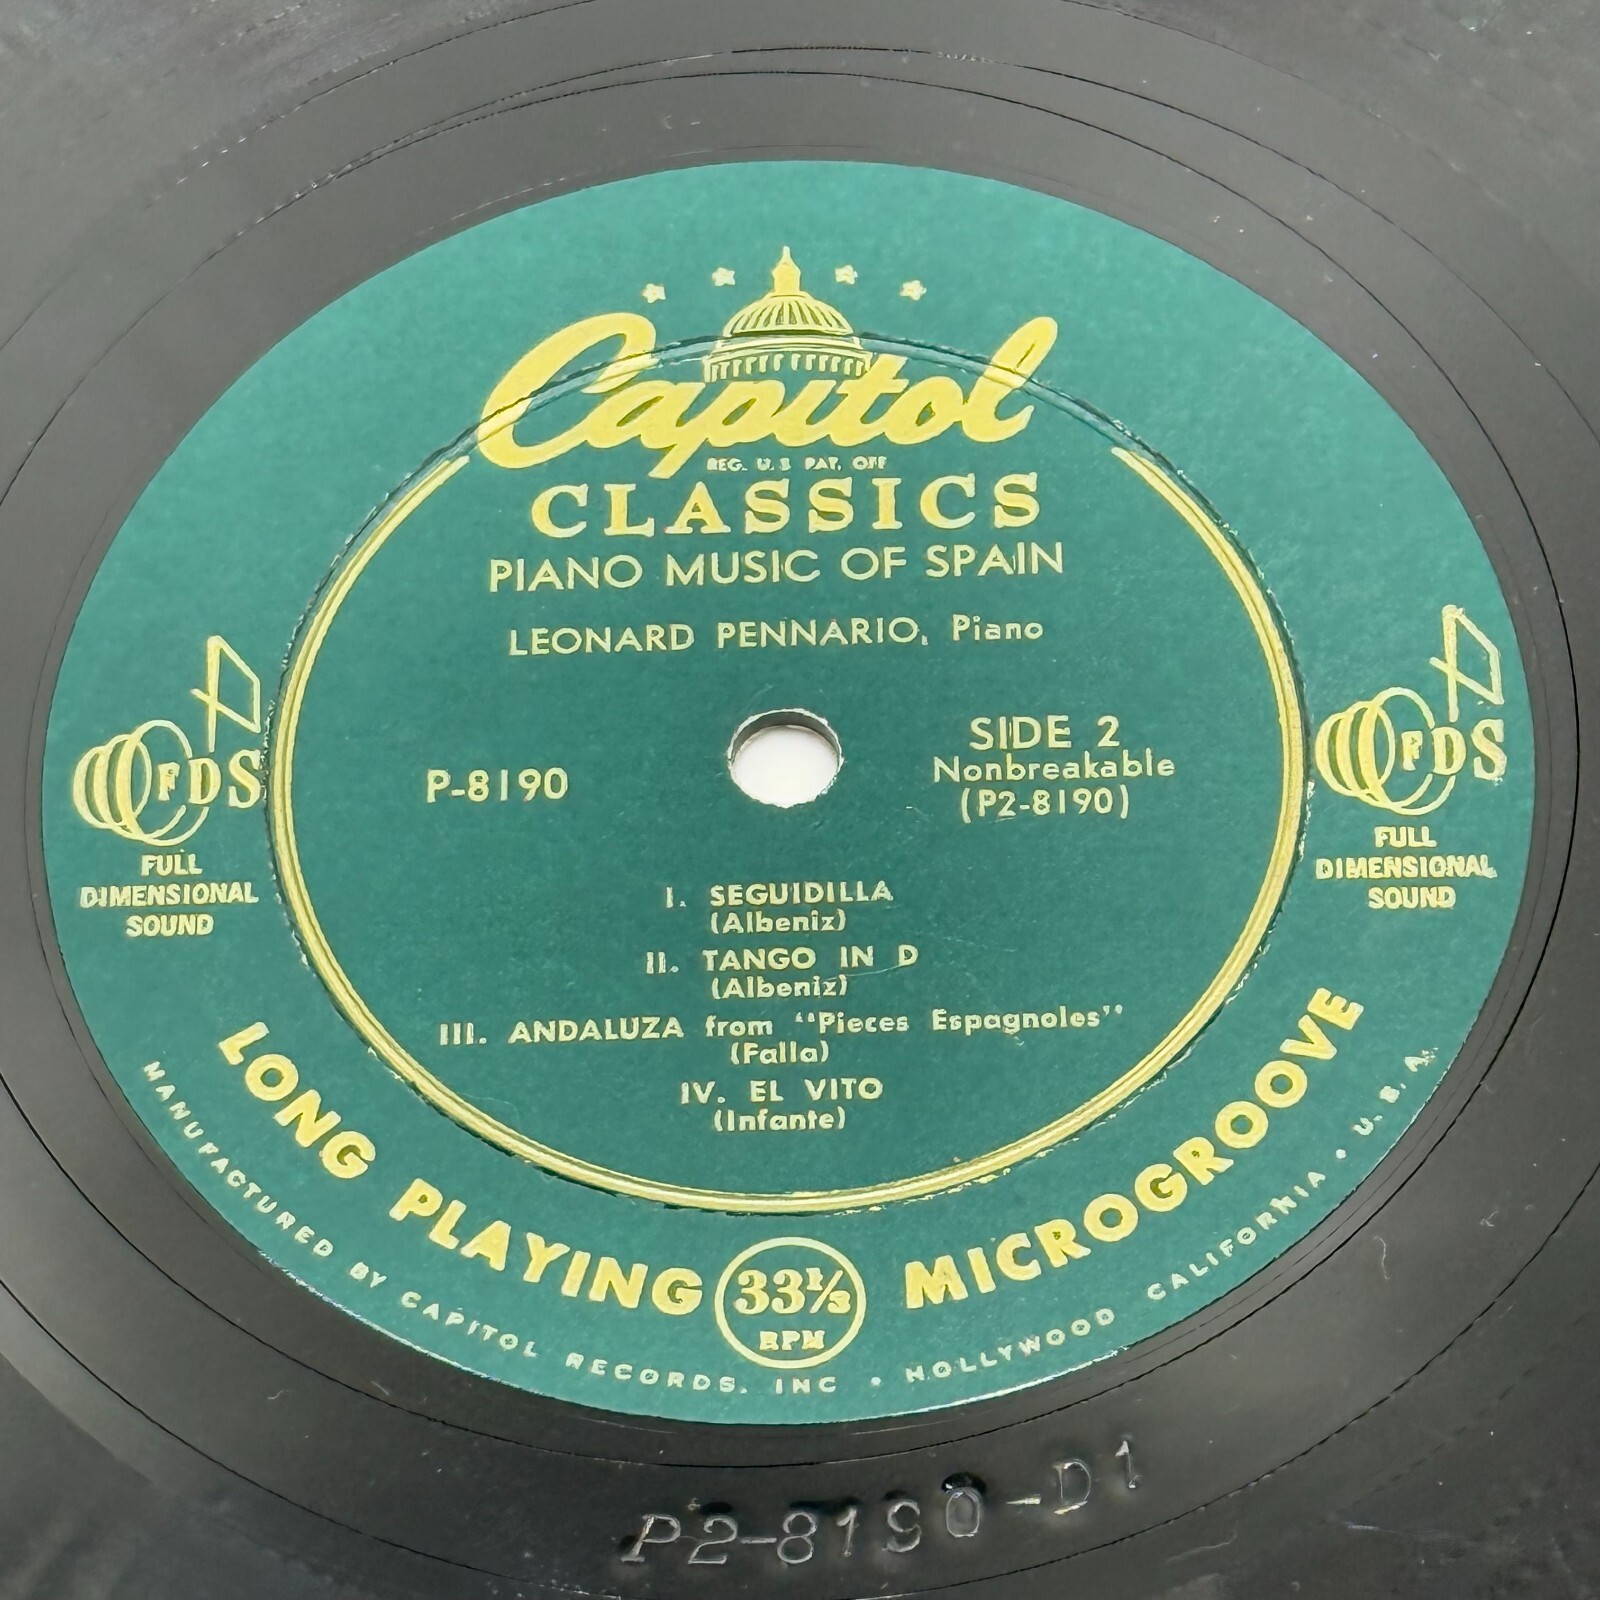 Capitol
REG. U.S. PAT. OFF
CLASSICS
PIANO MUSIC OF SPAIN
LEONARD PENNARIO, Piano
P-8190
SIDE 2
Nonbreakable
(P2-8190)
FDS
FULL
DIMENSIONAL
SOUND
FDS
FULL
DIMENSIONAL
SOUND
I. SEGUIDILLA
(Albeniz)
II. TANGO IN D
(Albeniz)
III. ANDALUZA from "Pieces Espagnoles"
(Falla)
IV. EL VITO
(Infante)
LONG PLAYING 33⅓ RPM MICROGROOVE
MANUFACTURED BY CAPITOL RECORDS, INC • HOLLYWOOD CALIFORNIA • U.S.A.
P2-8190-D1